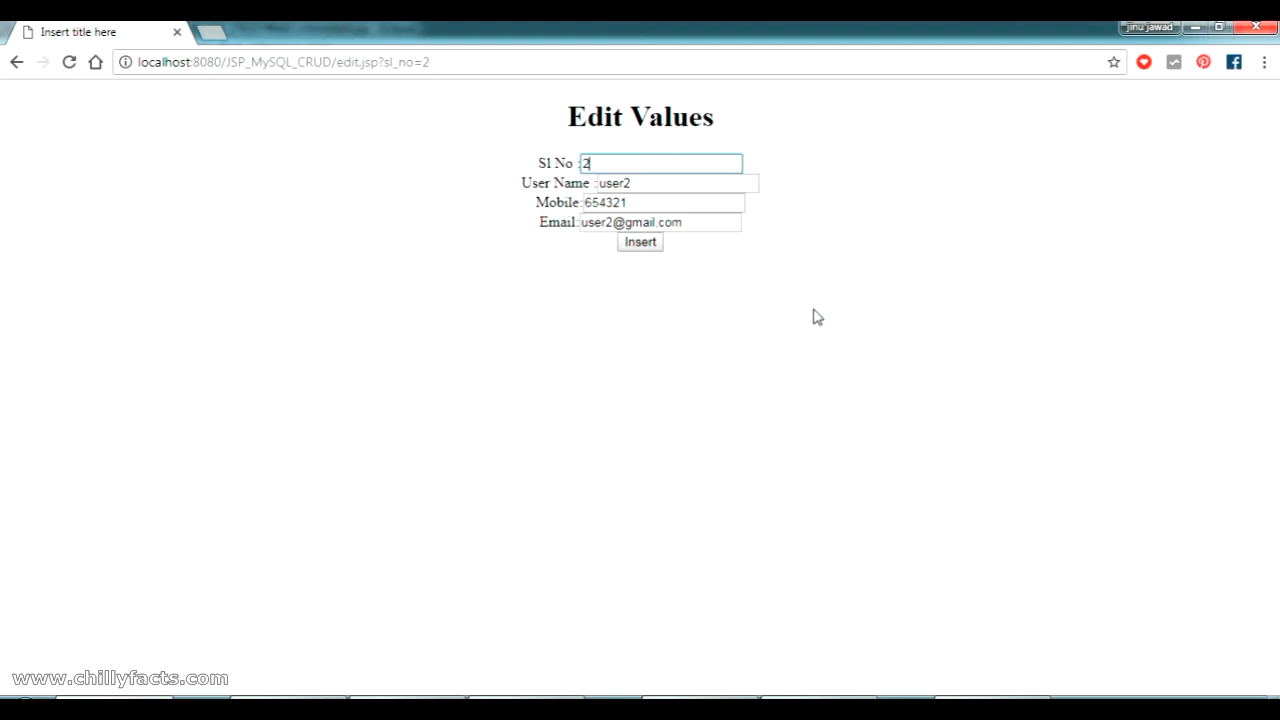 Insert title here
jinu jawad
localhost:8080/JSP_MySQL_CRUD/edit.jsp?sl_no=2
Edit Values
Sl No :2
User Name :user2
Mobile:654321
Email:user2@gmail.com
Insert
www.chillyfacts.com